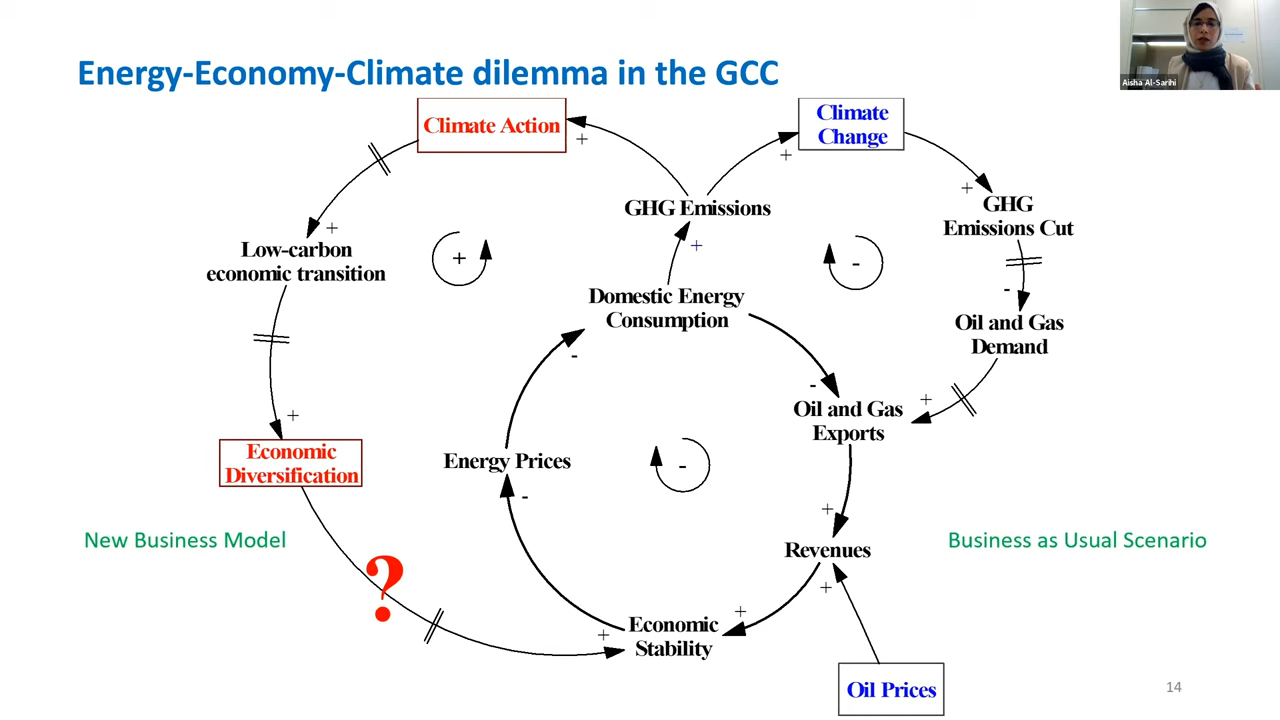 Energy-Economy-Climate dilemma in the GCC
Aisha Al-Sarihi
Climate Action
Climate
Change
+
+
+
GHG Emissions
GHG
Emissions Cut
+
Low-carbon
economic transition
+
+
-
-
Domestic Energy
Consumption
Oil and Gas
Demand
-
-
+
+
Oil and Gas
Exports
Economic
Diversification
Energy Prices
-
-
+
New Business Model
Revenues
Business as Usual Scenario
?
+
+
+
Economic
Stability
Oil Prices
14